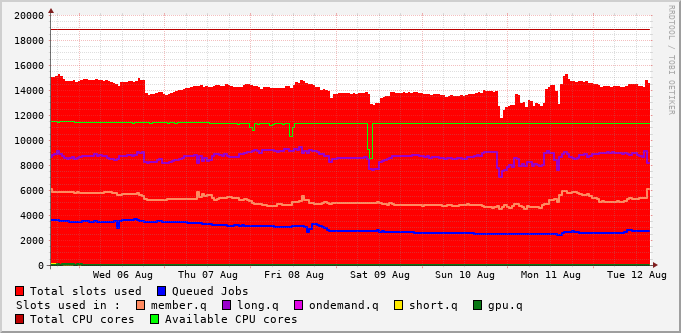 RRDTOOL / TOBI OETIKER
20000
18000
16000
14000
12000
10000
8000
6000
4000
2000
0
Wed 06 Aug Thu 07 Aug Fri 08 Aug Sat 09 Aug Sun 10 Aug Mon 11 Aug Tue 12 Aug
Total slots used Queued Jobs
Slots used in : member.q long.q ondemand.q short.q gpu.q
Total CPU cores Available CPU cores